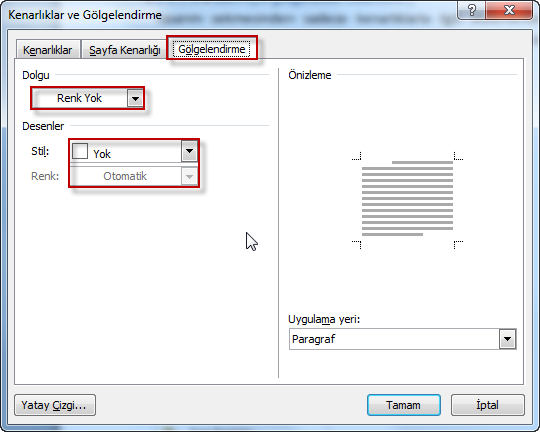 Kenarlıklar ve Gölgelendirme
Kenarlıklar
Sayfa Kenarlığı
Gölgelendirme
Dolgu
Renk Yok
Desenler
Stil:
Yok
Renk:
Otomatik
Önizleme
Uygulama yeri:
Paragraf
Yatay Çizgi...
Tamam
İptal